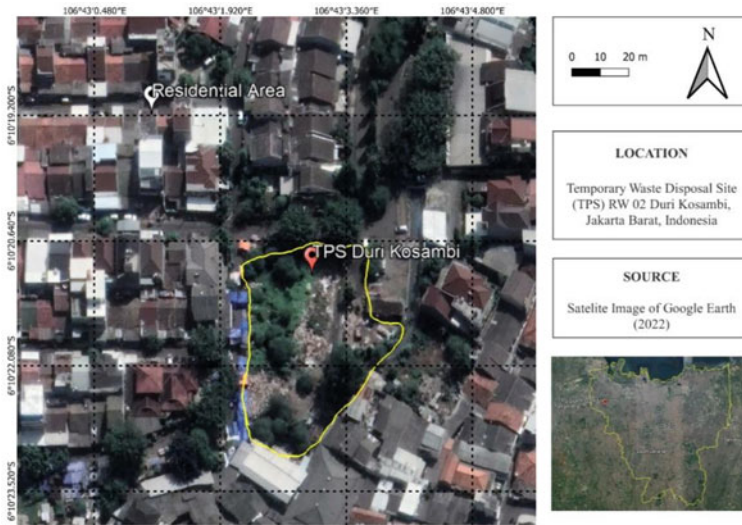 106°43'0.480"E 106°43'1.920"E 106°43'3.360"E 106°43'4.800"E
6°10'19.200"S
6°10'20.640"S
6°10'22.080"S
6°10'23.520"S
Residential Area
TPS Duri Kosambi
N
0 10 20 m
LOCATION
Temporary Waste Disposal Site
(TPS) RW 02 Duri Kosambi,
Jakarta Barat, Indonesia
SOURCE
Satelite Image of Google Earth
(2022)